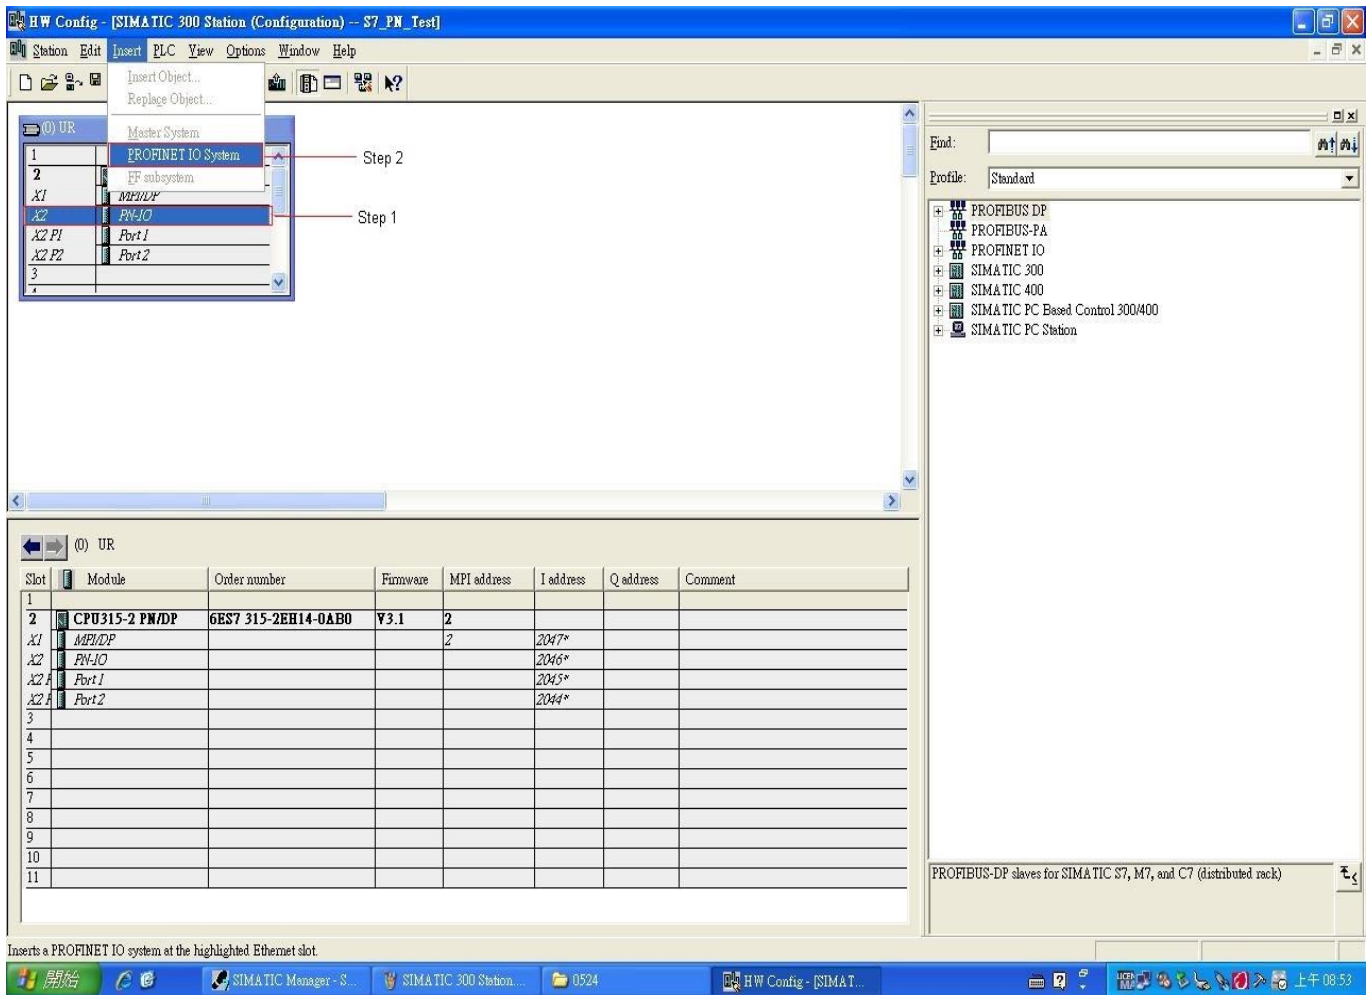 HW Config - [SIMATIC 300 Station (Configuration) -- S7_PN_Test]
Station Edit Insert PLC View Options Window Help
Insert Object...
Replace Object...
Master System
PROFINET IO System
FF subsystem
Step 2
Step 1
(0) UR
1
2
X1 MPI/DP
X2 PN-IO
X2 P1 Port 1
X2 P2 Port 2
3
Find:
Profile: Standard
PROFIBUS DP
PROFIBUS-PA
PROFINET IO
SIMATIC 300
SIMATIC 400
SIMATIC PC Based Control 300/400
SIMATIC PC Station
(0) UR
Slot Module Order number Firmware MPI address I address Q address Comment
1
2 CPU315-2 PN/DP 6ES7 315-2EH14-0AB0 V3.1 2
X1 MPI/DP 2 2047*
X2 PN-IO 2046*
X2 P Port 1 2045*
X2 P Port 2 2044*
3
4
5
6
7
8
9
10
11
PROFIBUS-DP slaves for SIMATIC S7, M7, and C7 (distributed rack)
Inserts a PROFINET IO system at the highlighted Ethernet slot.
開始 SIMATIC Manager - S... SIMATIC 300 Station.... 0524 HW Config - [SIMAT... 上午 08:53